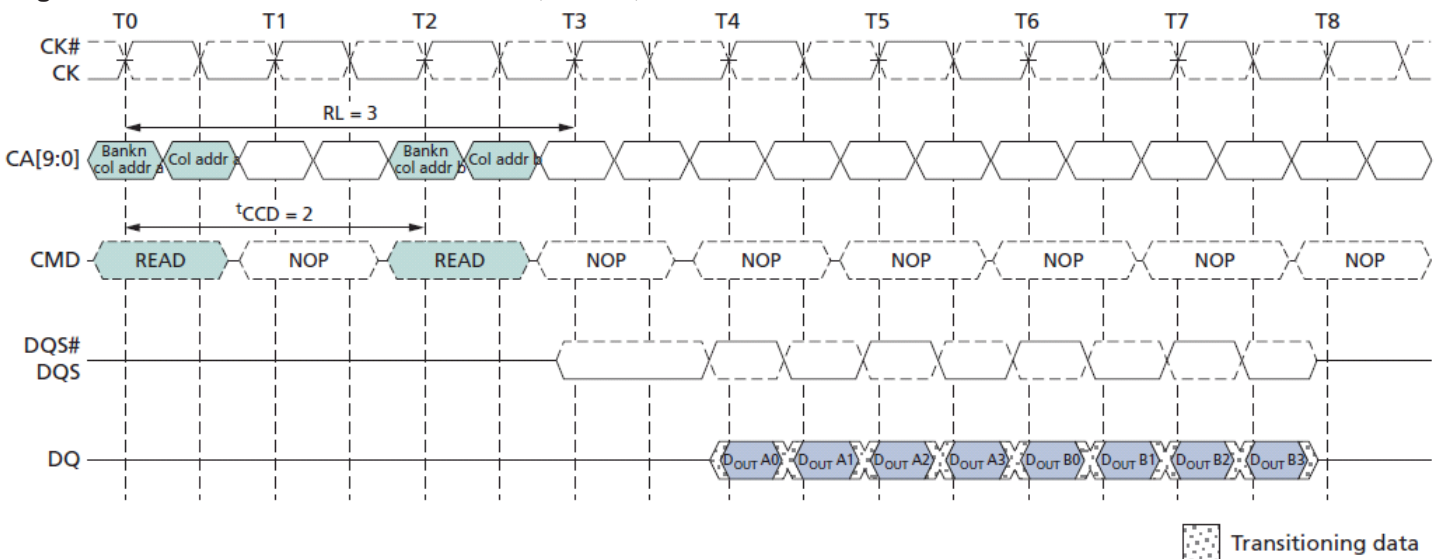 T0 T1 T2 T3 T4 T5 T6 T7 T8
CK#
CK
RL = 3
CA[9:0]
Bankn
col addr a
Col addr a
Bankn
col addr b
Col addr b
tCCD = 2
CMD READ NOP READ NOP NOP NOP NOP NOP NOP
DQS#
DQS
DQ DOUT A0 DOUT A1 DOUT A2 DOUT A3 DOUT B0 DOUT B1 DOUT B2 DOUT B3
Transitioning data